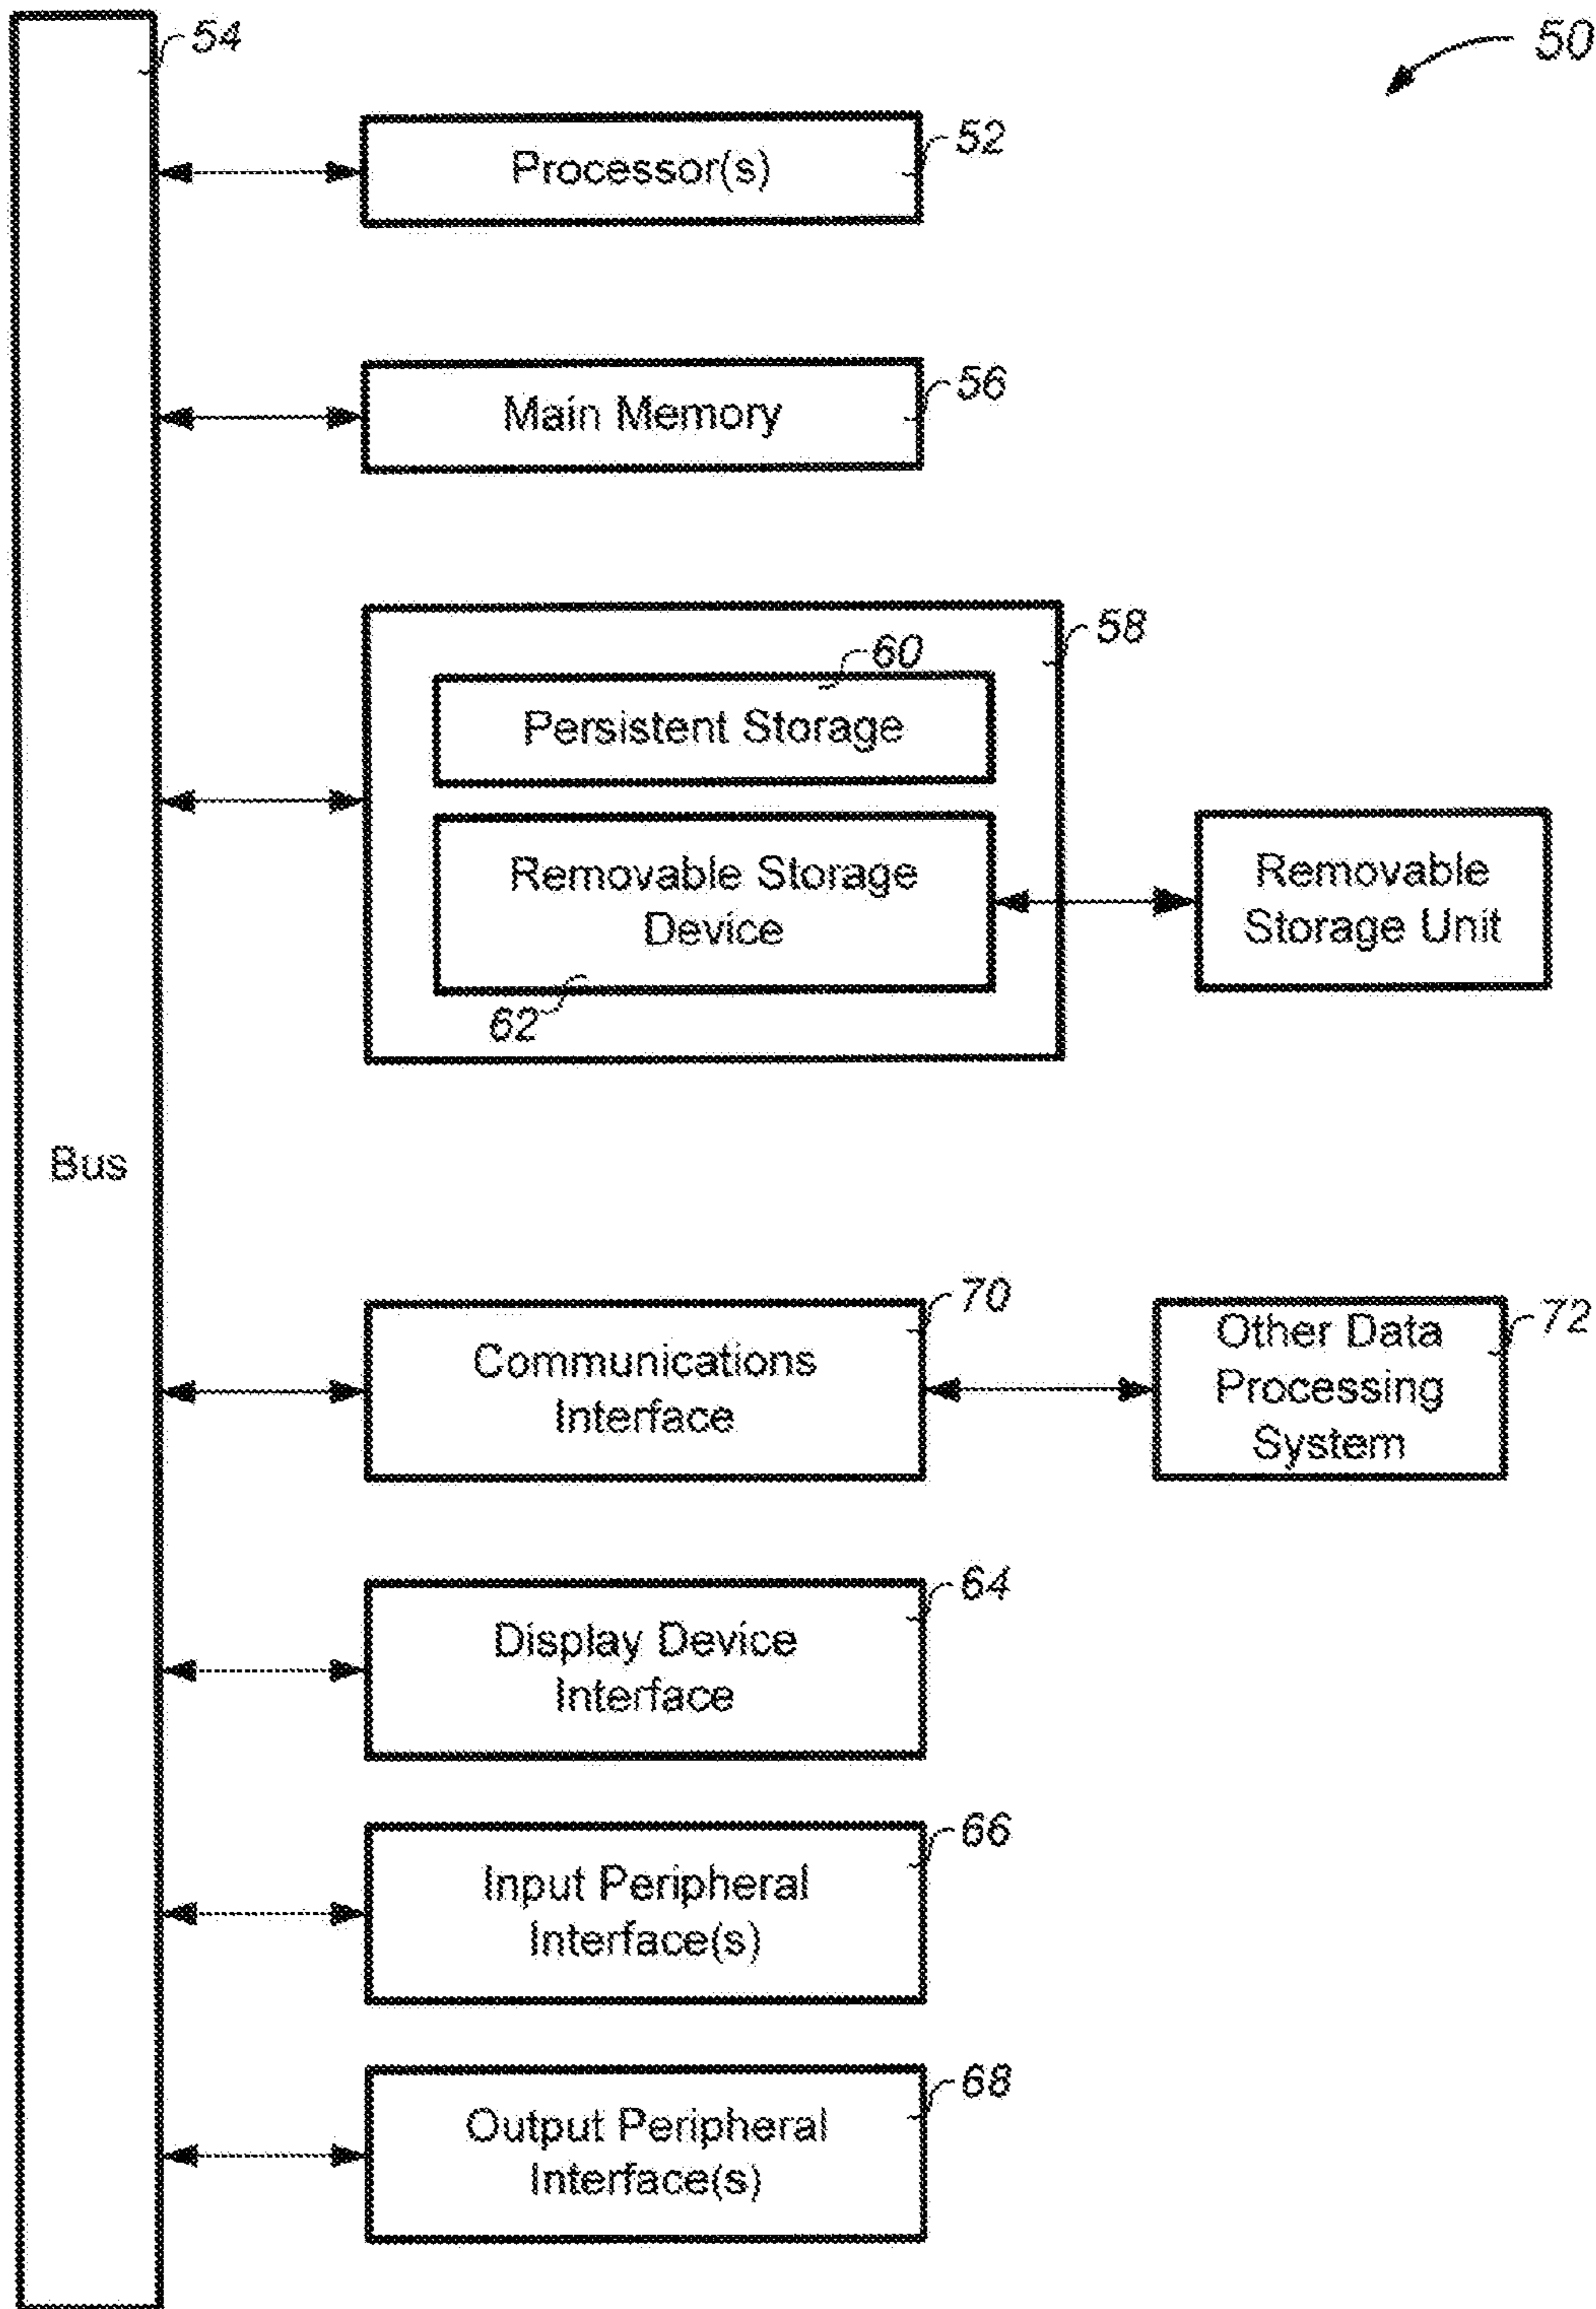 54
50
Processor(s)
52
Main Memory
56
58
60
Persistent Storage
Removable Storage
Device
62
Removable
Storage Unit
Bus
70
Communications
Interface
Other Data
Processing
System
72
64
Display Device
Interface
66
Input Peripheral
Interface(s)
68
Output Peripheral
Interface(s)